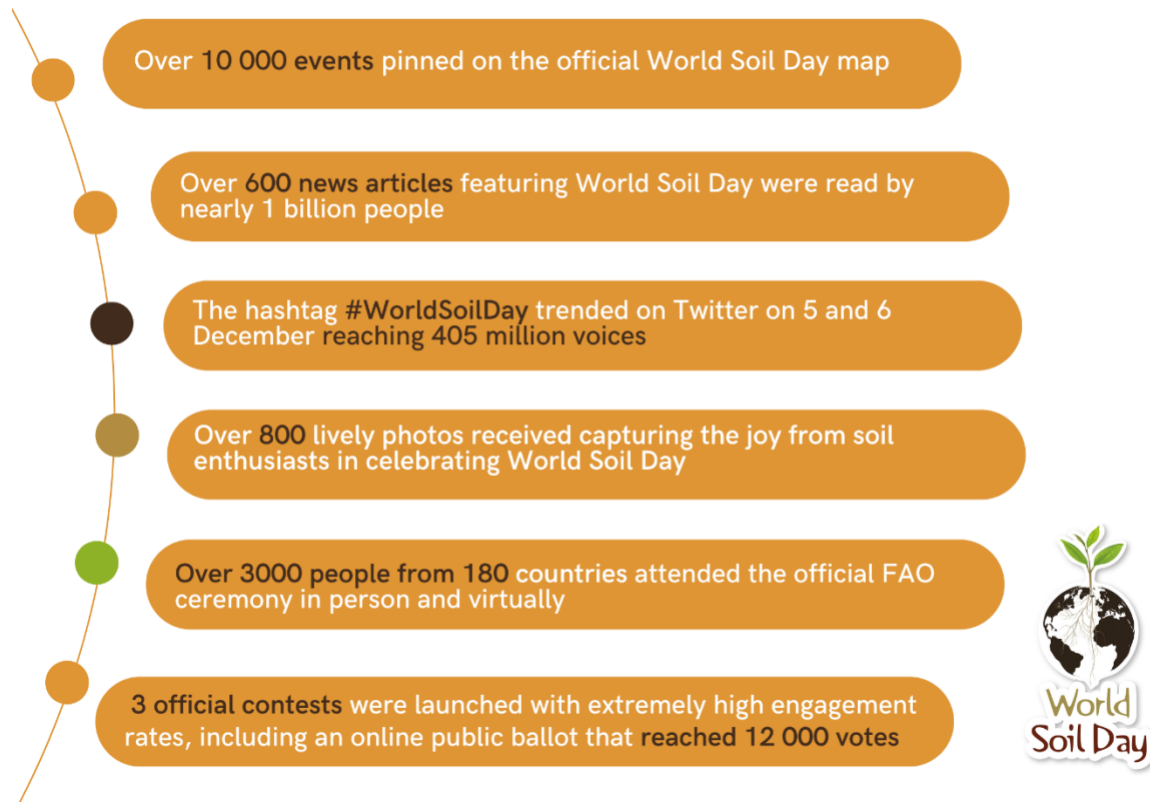 Over 10 000 events pinned on the official World Soil Day map
Over 600 news articles featuring World Soil Day were read by
nearly 1 billion people
The hashtag #WorldSoilDay trended on Twitter on 5 and 6
December reaching 405 million voices
Over 800 lively photos received capturing the joy from soil
enthusiasts in celebrating World Soil Day
Over 3000 people from 180 countries attended the official FAO
ceremony in person and virtually
3 official contests were launched with extremely high engagement
rates, including an online public ballot that reached 12 000 votes
World
Soil Day